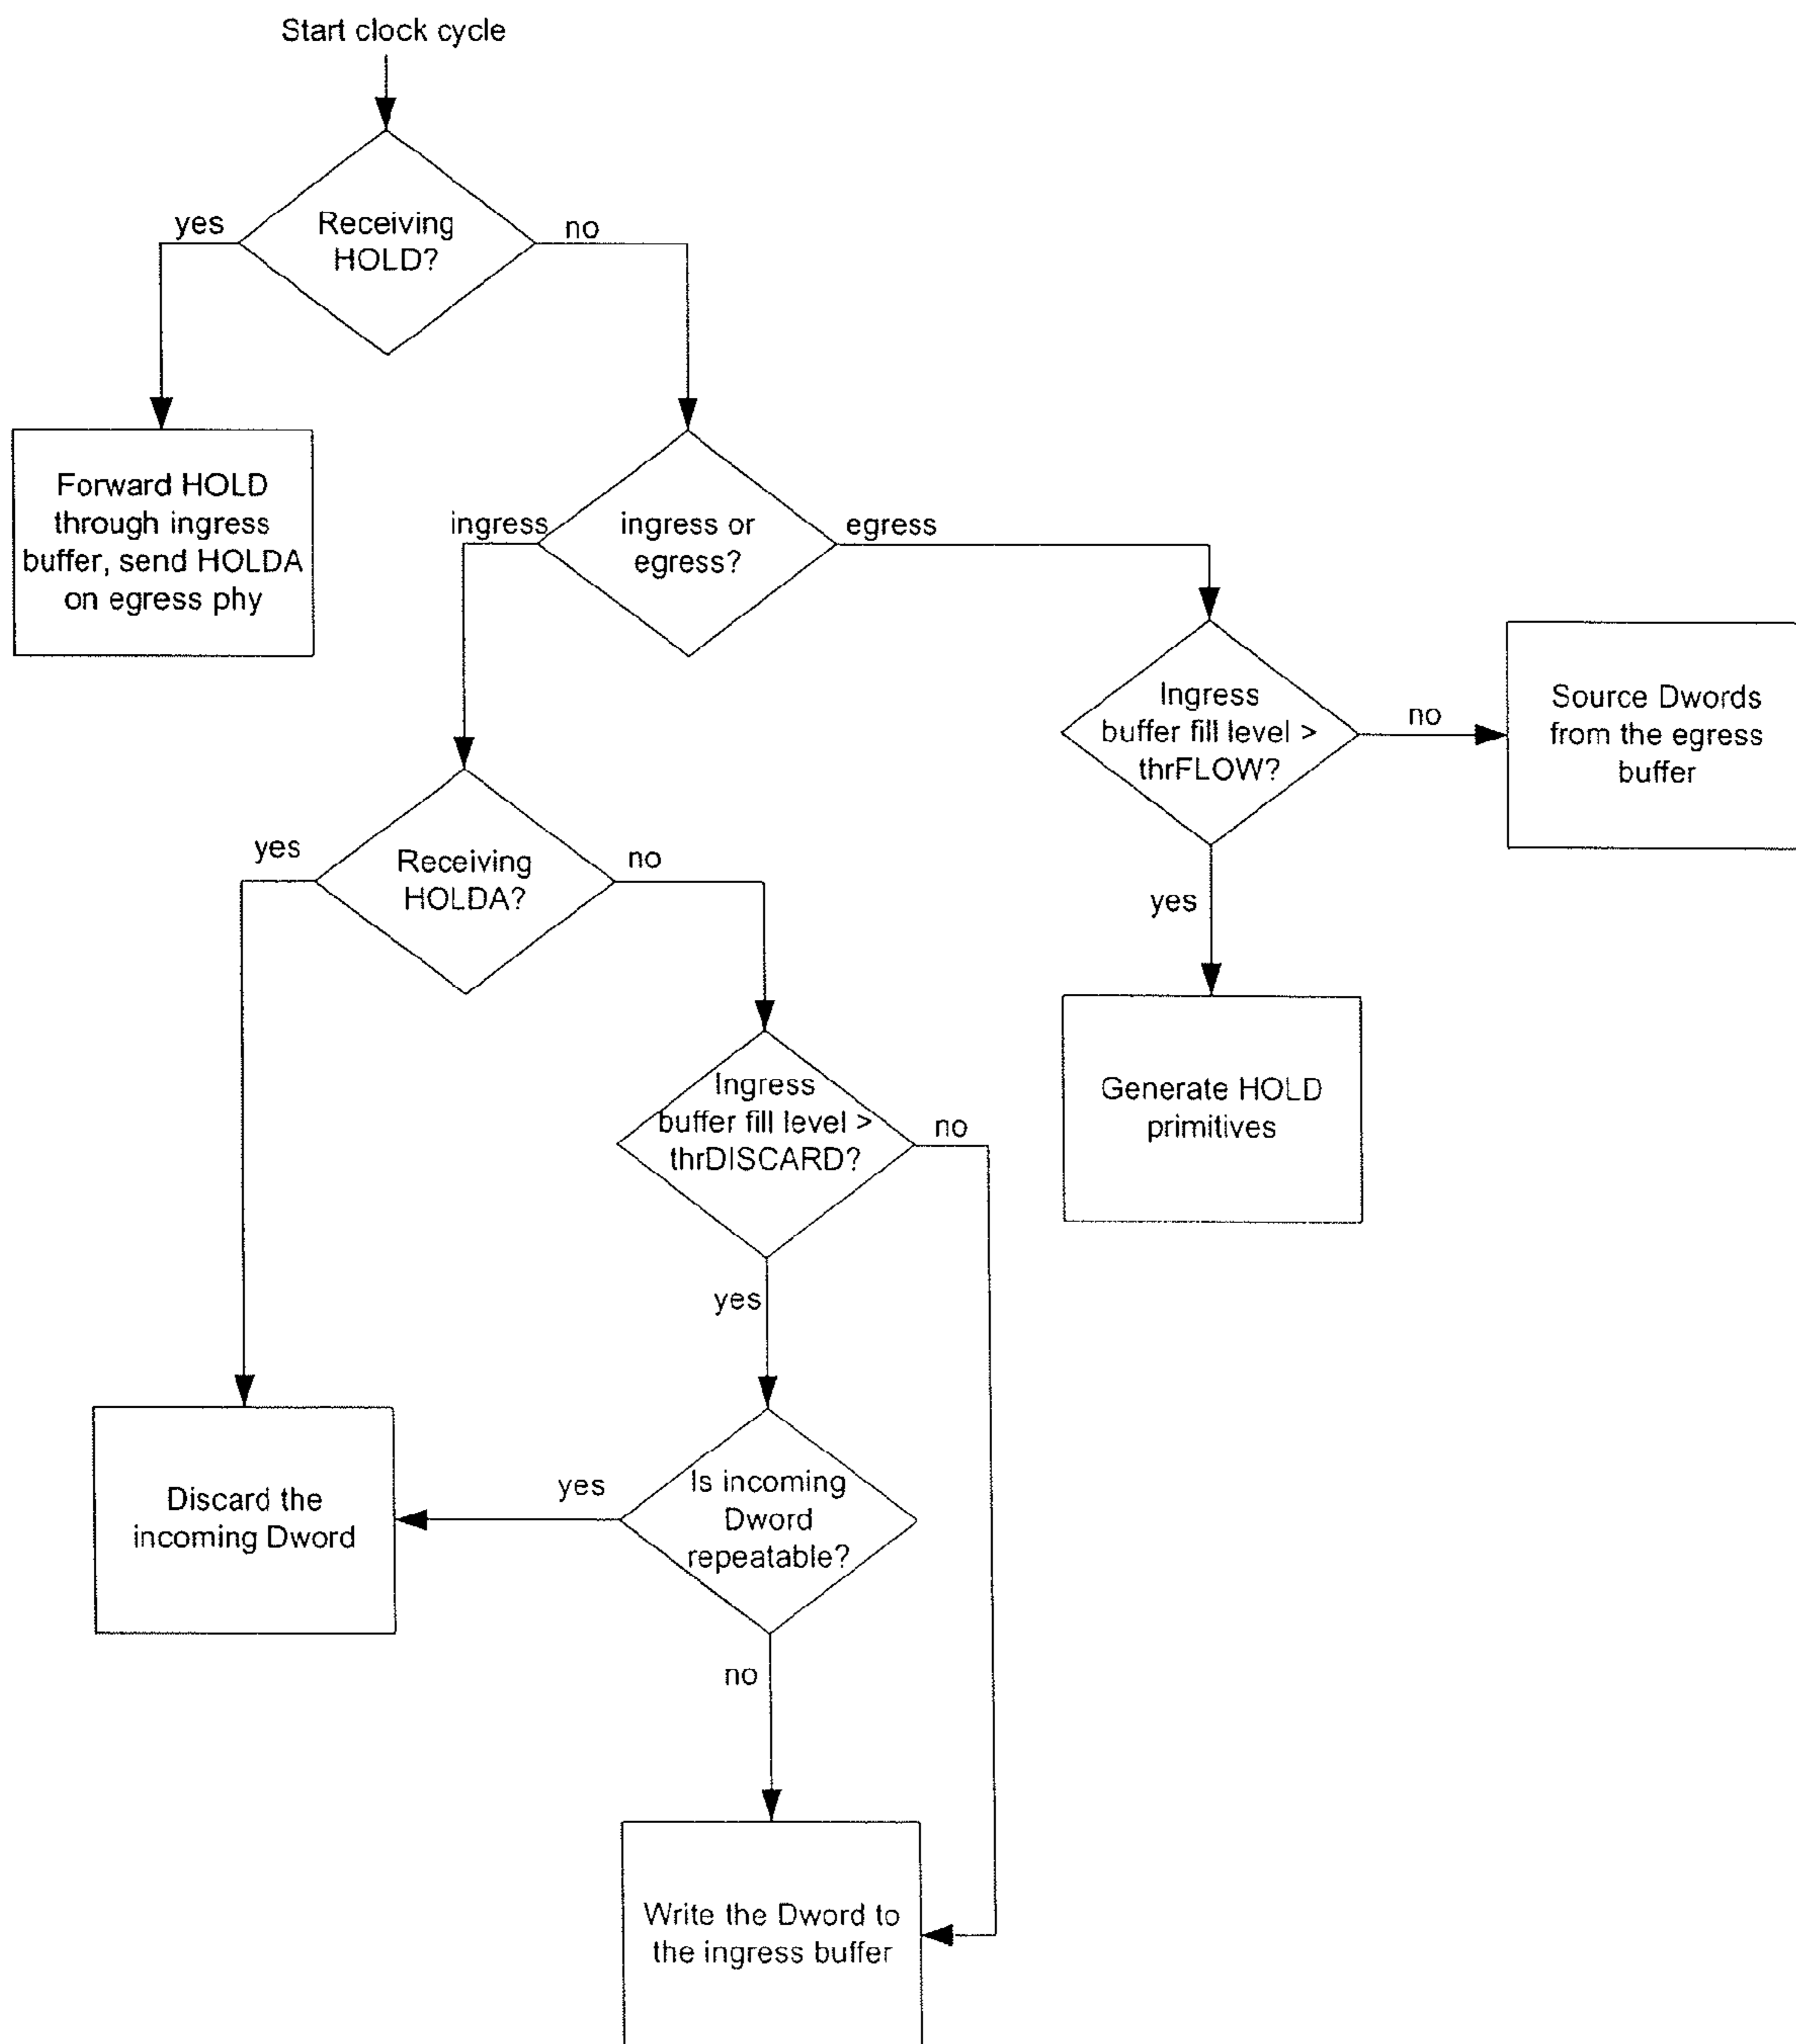 Start clock cycle
yes
Receiving
HOLD?
no
Forward HOLD
through ingress
buffer, send HOLDA
on egress phy
ingress
ingress or
egress?
egress
Ingress
buffer fill level >
thrFLOW?
no
Source Dwords
from the egress
buffer
yes
Generate HOLD
primitives
yes
Receiving
HOLDA?
no
Ingress
buffer fill level >
thrDISCARD?
no
yes
Is incoming
Dword
repeatable?
yes
Discard the
incoming Dword
no
Write the Dword to
the ingress buffer